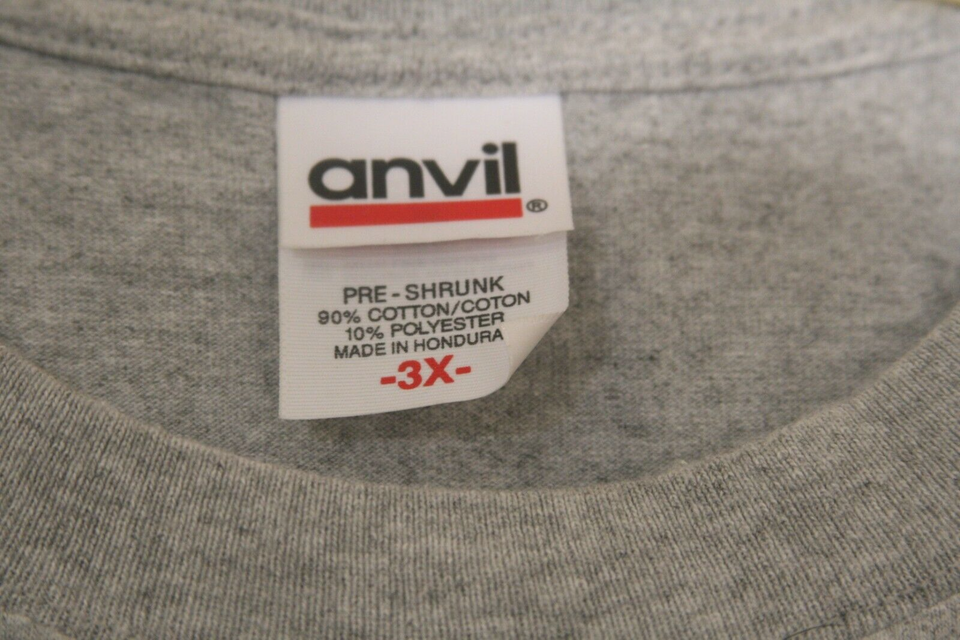 anvil®
PRE-SHRUNK
90% COTTON/COTON
10% POLYESTER
MADE IN HONDURA
-3X-